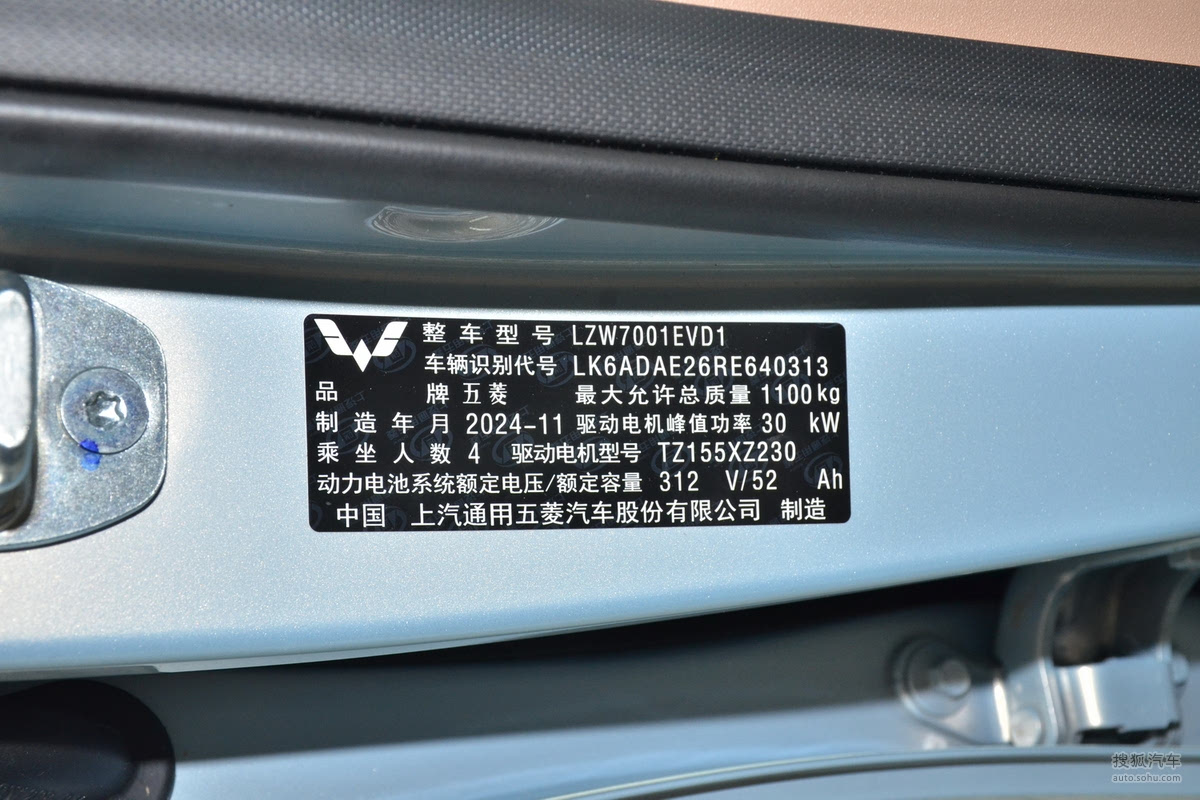 整车型号 LZW7001EVD1
车辆识别代号 LK6ADAE26RE640313
品牌 五菱 最大允许总质量 1100kg
制造年月 2024-11 驱动电机峰值功率 30 kW
乘坐人数 4 驱动电机型号 TZ155XZ230
动力电池系统额定电压/额定容量 312 V/52 Ah
中国 上汽通用五菱汽车股份有限公司 制造
搜狐汽车
auto.sohu.com